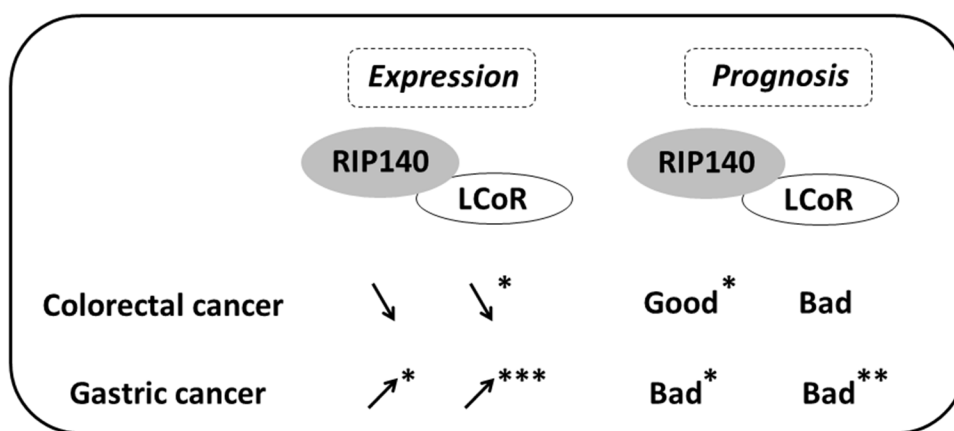 Expression Prognosis
RIP140 RIP140
LCoR LCoR
Colorectal cancer ↘ ↘* Good* Bad
Gastric cancer ↗* ↗*** Bad* Bad**